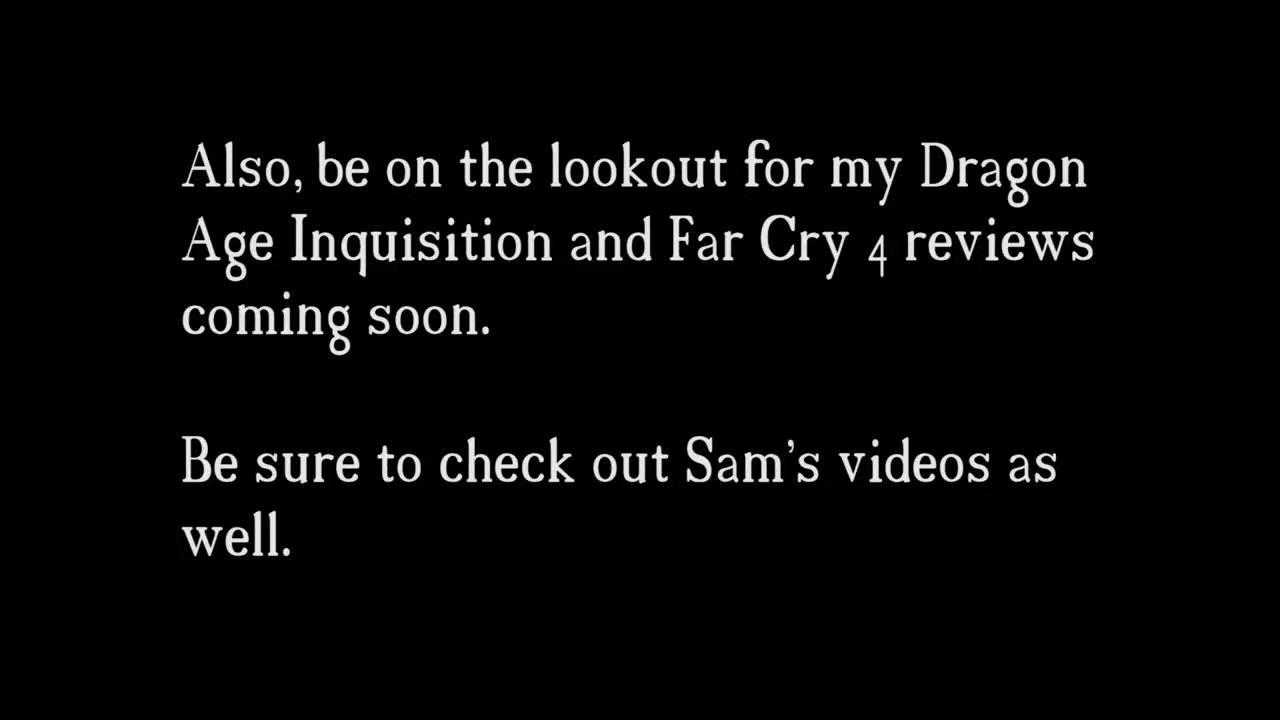 Also, be on the lookout for my Dragon
Age Inquisition and Far Cry 4 reviews
coming soon.
Be sure to check out Sam's videos as
well.